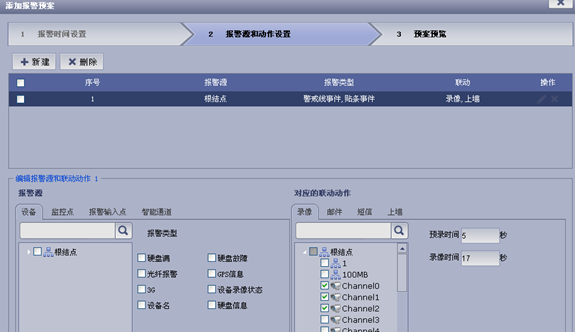 添加报警预案
1 报警时间设置 2 报警源和动作设置 3 预案预览
新建 删除
序号 报警源 报警类型 联动 操作
1 根结点 警戒线事件,贴条事件 录像,上墙
编辑报警源和联动动作 1
报警源 对应的联动动作
设备 监控点 报警输入点 智能通道 录像 邮件 短信 上墙
报警类型 预录时间 5 秒
根结点 根结点
硬盘满 硬盘故障 1 录像时间 17 秒
光纤报警 GPS信息 100MB
3G 设备录像状态 Channel0
设备名 硬盘信息 Channel1
Channel2
Channel3
Channel4